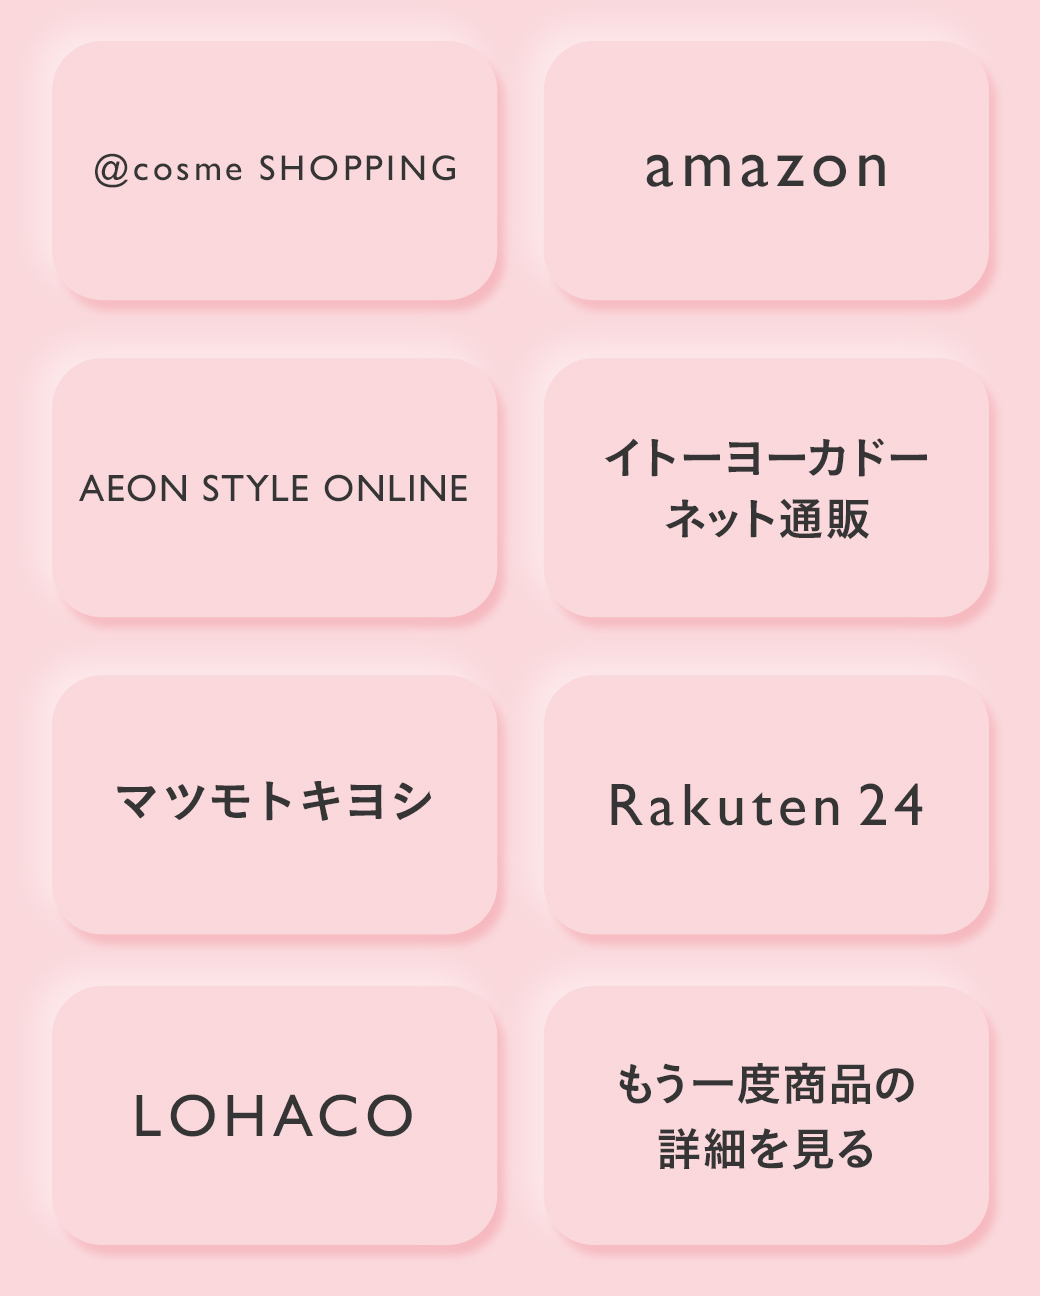 @cosme SHOPPING
amazon
AEON STYLE ONLINE
イトーヨーカドー
ネット通販
マツモトキヨシ
Rakuten 24
LOHACO
もう一度商品の
詳細を見る